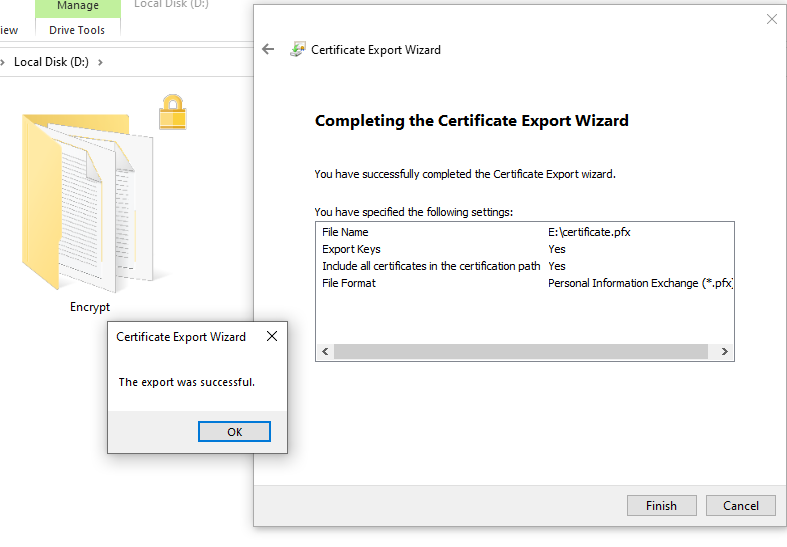 Manage
Local Disk (D:)
iew
Drive Tools
Local Disk (D:)
Encrypt
Certificate Export Wizard
Completing the Certificate Export Wizard
You have successfully completed the Certificate Export wizard.
You have specified the following settings:
File Name E:\certificate.pfx
Export Keys Yes
Include all certificates in the certification path Yes
File Format Personal Information Exchange (*.pfx)
Certificate Export Wizard
The export was successful.
OK
Finish
Cancel